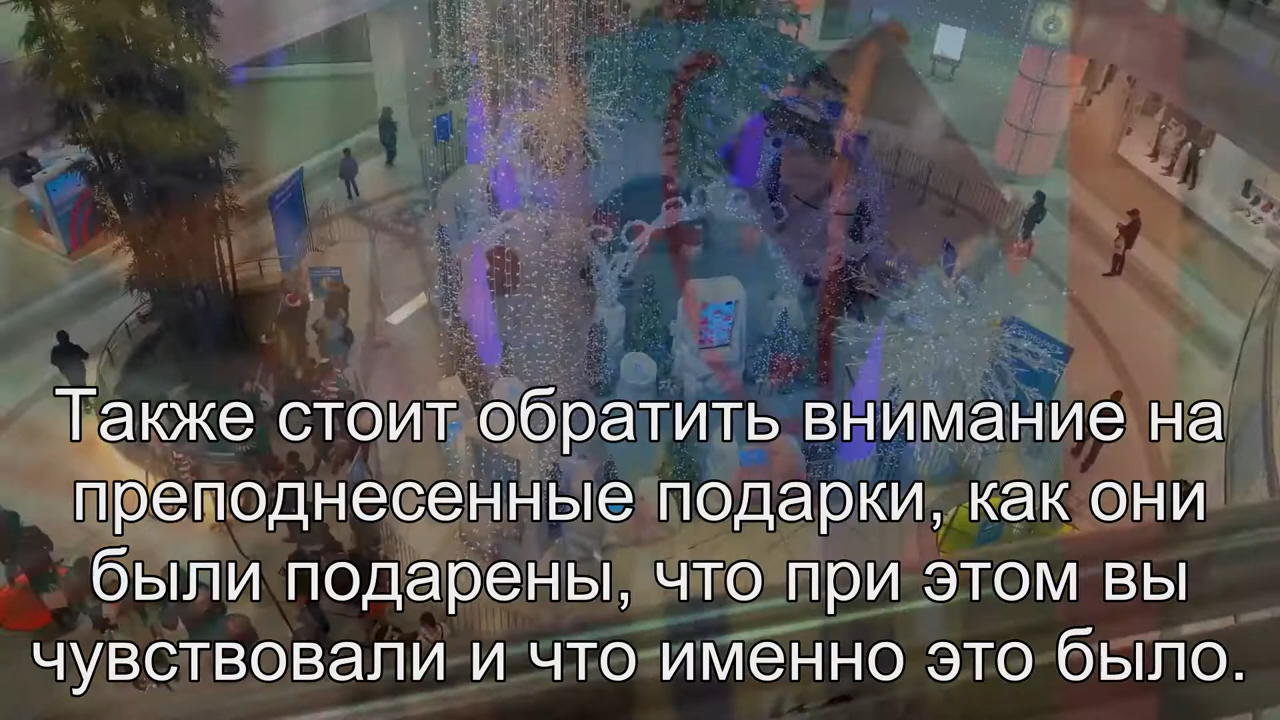 Также стоит обратить внимание на
преподнесенные подарки, как они
были подарены, что при этом вы
чувствовали и что именно это было.